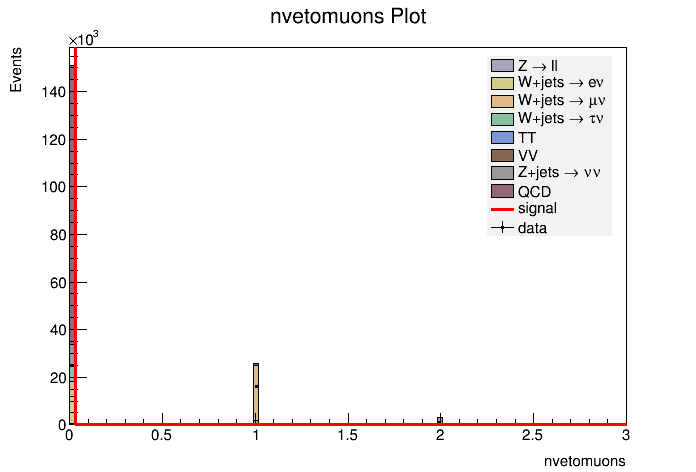 nvetomuons Plot
×10³
Events
140
120
100
80
60
40
20
0
0 0.5 1 1.5 2 2.5 3
nvetomuons
Z → ll
W+jets → eν
W+jets → μν
W+jets → τν
TT
VV
Z+jets → νν
QCD
signal
data